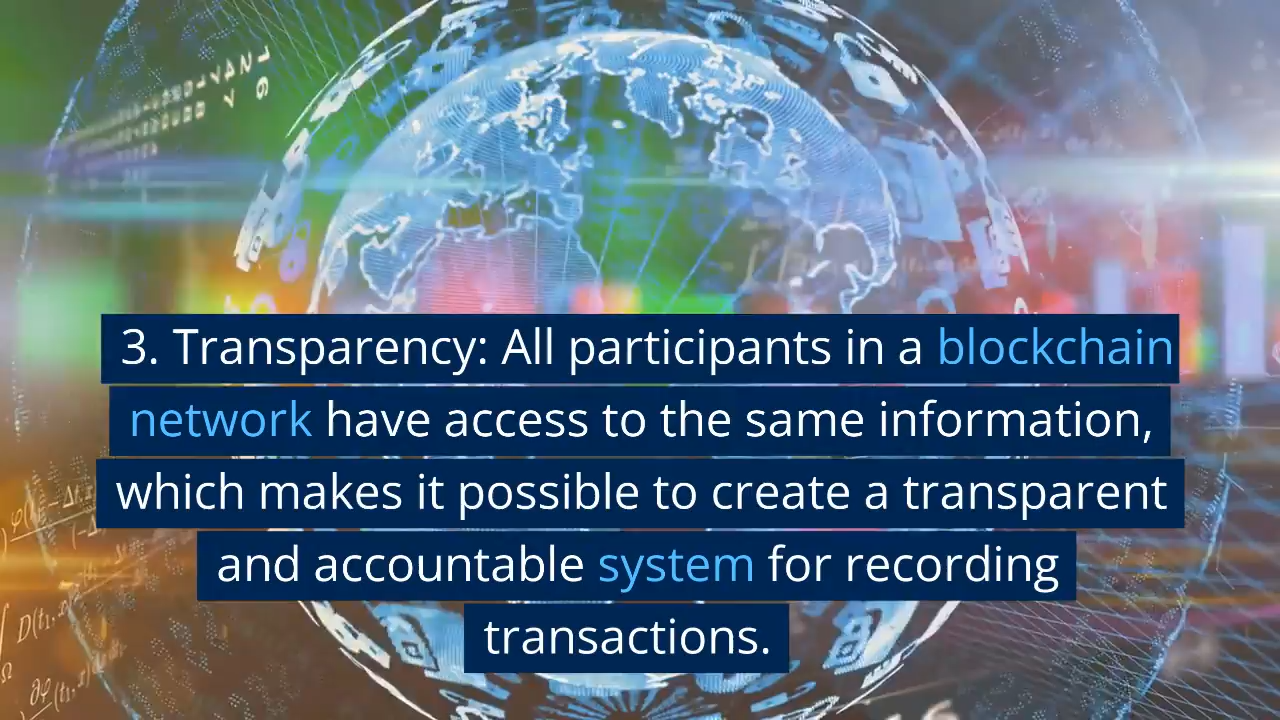 3. Transparency: All participants in a blockchain
network have access to the same information,
which makes it possible to create a transparent
and accountable system for recording
transactions.